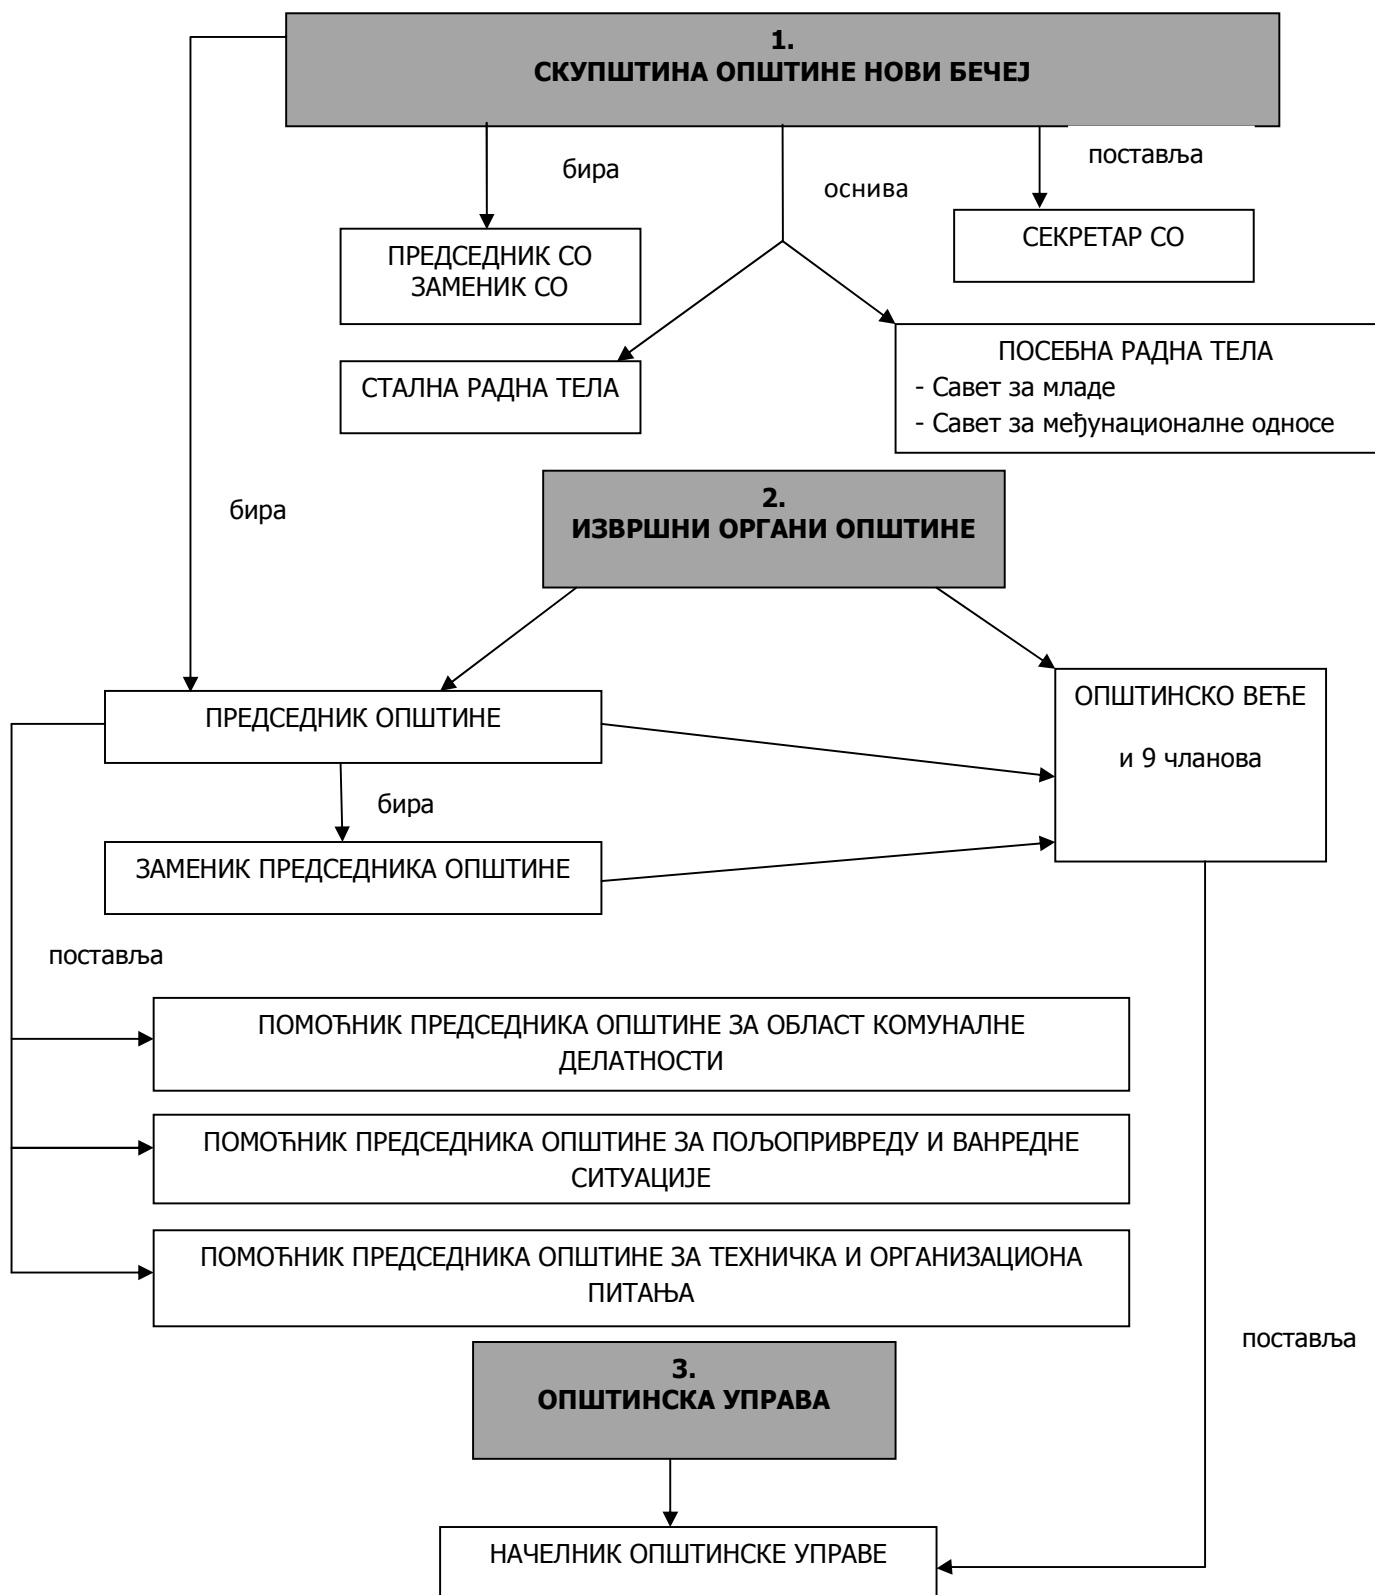 1.
СКУПШТИНА ОПШТИНЕ НОВИ БЕЧЕЈ
бира
оснива
поставља
ПРЕДСЕДНИК СО
ЗАМЕНИК СО
СЕКРЕТАР СО
СТАЛНА РАДНА ТЕЛА
ПОСЕБНА РАДНА ТЕЛА
- Савет за младе
- Савет за међунационалне односе
бира
2.
ИЗВРШНИ ОРГАНИ ОПШТИНЕ
ПРЕДСЕДНИК ОПШТИНЕ
ОПШТИНСКО ВЕЋЕ
и 9 чланова
бира
ЗАМЕНИК ПРЕДСЕДНИКА ОПШТИНЕ
поставља
ПОМОЋНИК ПРЕДСЕДНИКА ОПШТИНЕ ЗА ОБЛАСТ КОМУНАЛНЕ
ДЕЛАТНОСТИ
ПОМОЋНИК ПРЕДСЕДНИКА ОПШТИНЕ ЗА ПОЉОПРИВРЕДУ И ВАНРЕДНЕ
СИТУАЦИЈЕ
ПОМОЋНИК ПРЕДСЕДНИКА ОПШТИНЕ ЗА ТЕХНИЧКА И ОРГАНИЗАЦИОНА
ПИТАЊА
поставља
3.
ОПШТИНСКА УПРАВА
НАЧЕЛНИК ОПШТИНСКЕ УПРАВЕ